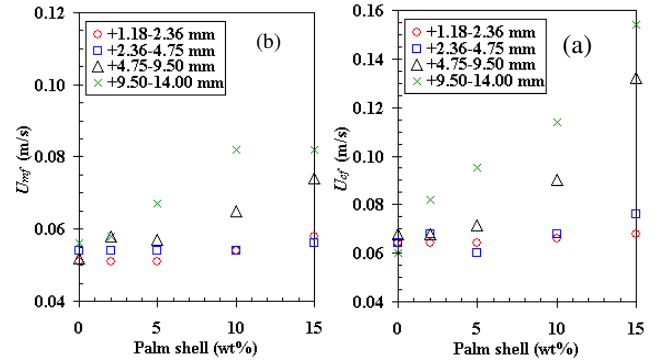 0.12
0.10
0.08
0.06
0.04
U_mf (m/s)
+1.18-2.36 mm
+2.36-4.75 mm
+4.75-9.50 mm
+9.50-14.00 mm
(b)
0 5 10 15
Palm shell (wt%)
0.16
0.14
0.12
0.10
0.08
0.06
0.04
U_cf (m/s)
+1.18-2.36 mm
+2.36-4.75 mm
+4.75-9.50 mm
+9.50-14.00 mm
(a)
0 5 10 15
Palm shell (wt%)